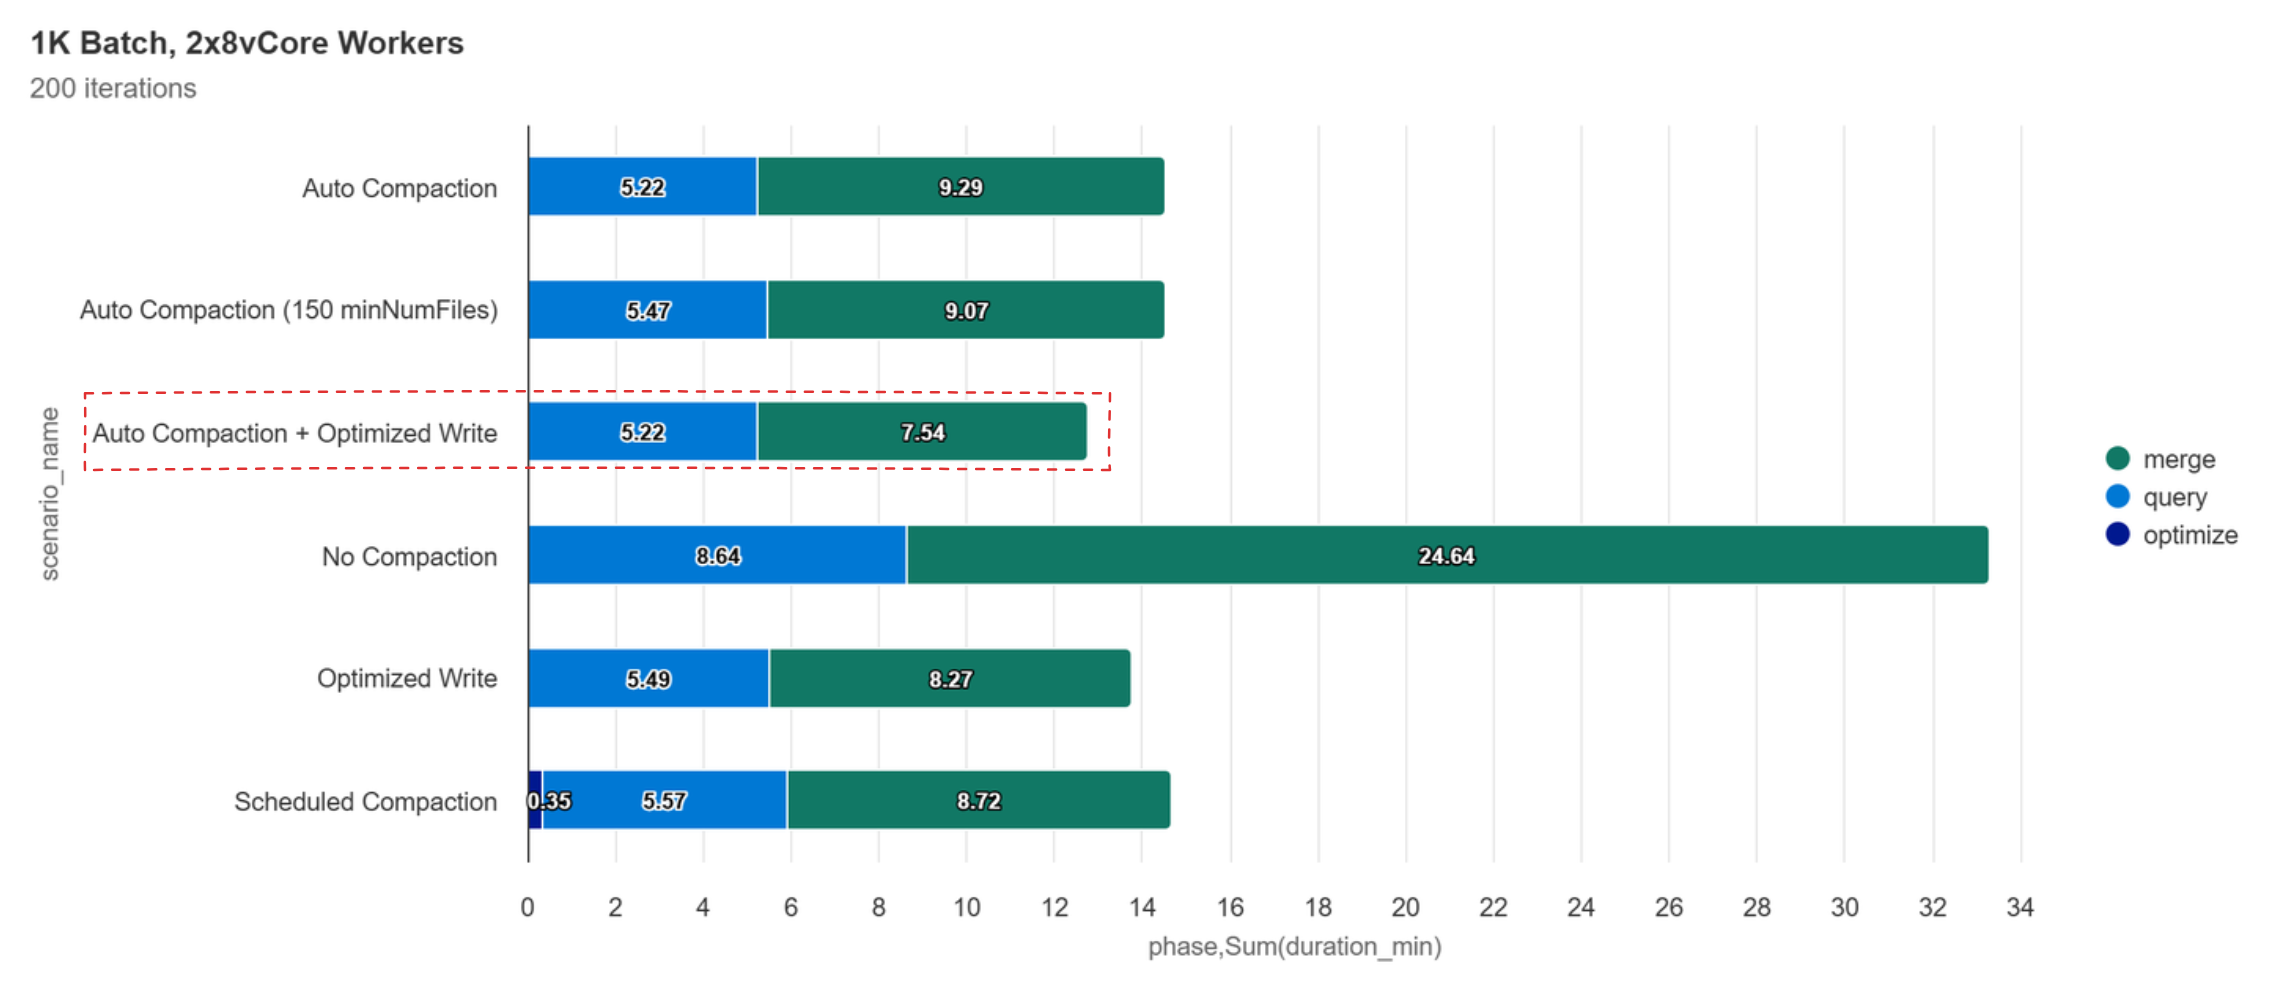 1K Batch, 2x8vCore Workers
200 iterations
scenario_name
Auto Compaction 5.22 9.29
Auto Compaction (150 minNumFiles) 5.47 9.07
Auto Compaction + Optimized Write 5.22 7.54
No Compaction 8.64 24.64
Optimized Write 5.49 8.27
Scheduled Compaction 0.35 5.57 8.72
0 2 4 6 8 10 12 14 16 18 20 22 24 26 28 30 32 34
phase,Sum(duration_min)
merge
query
optimize